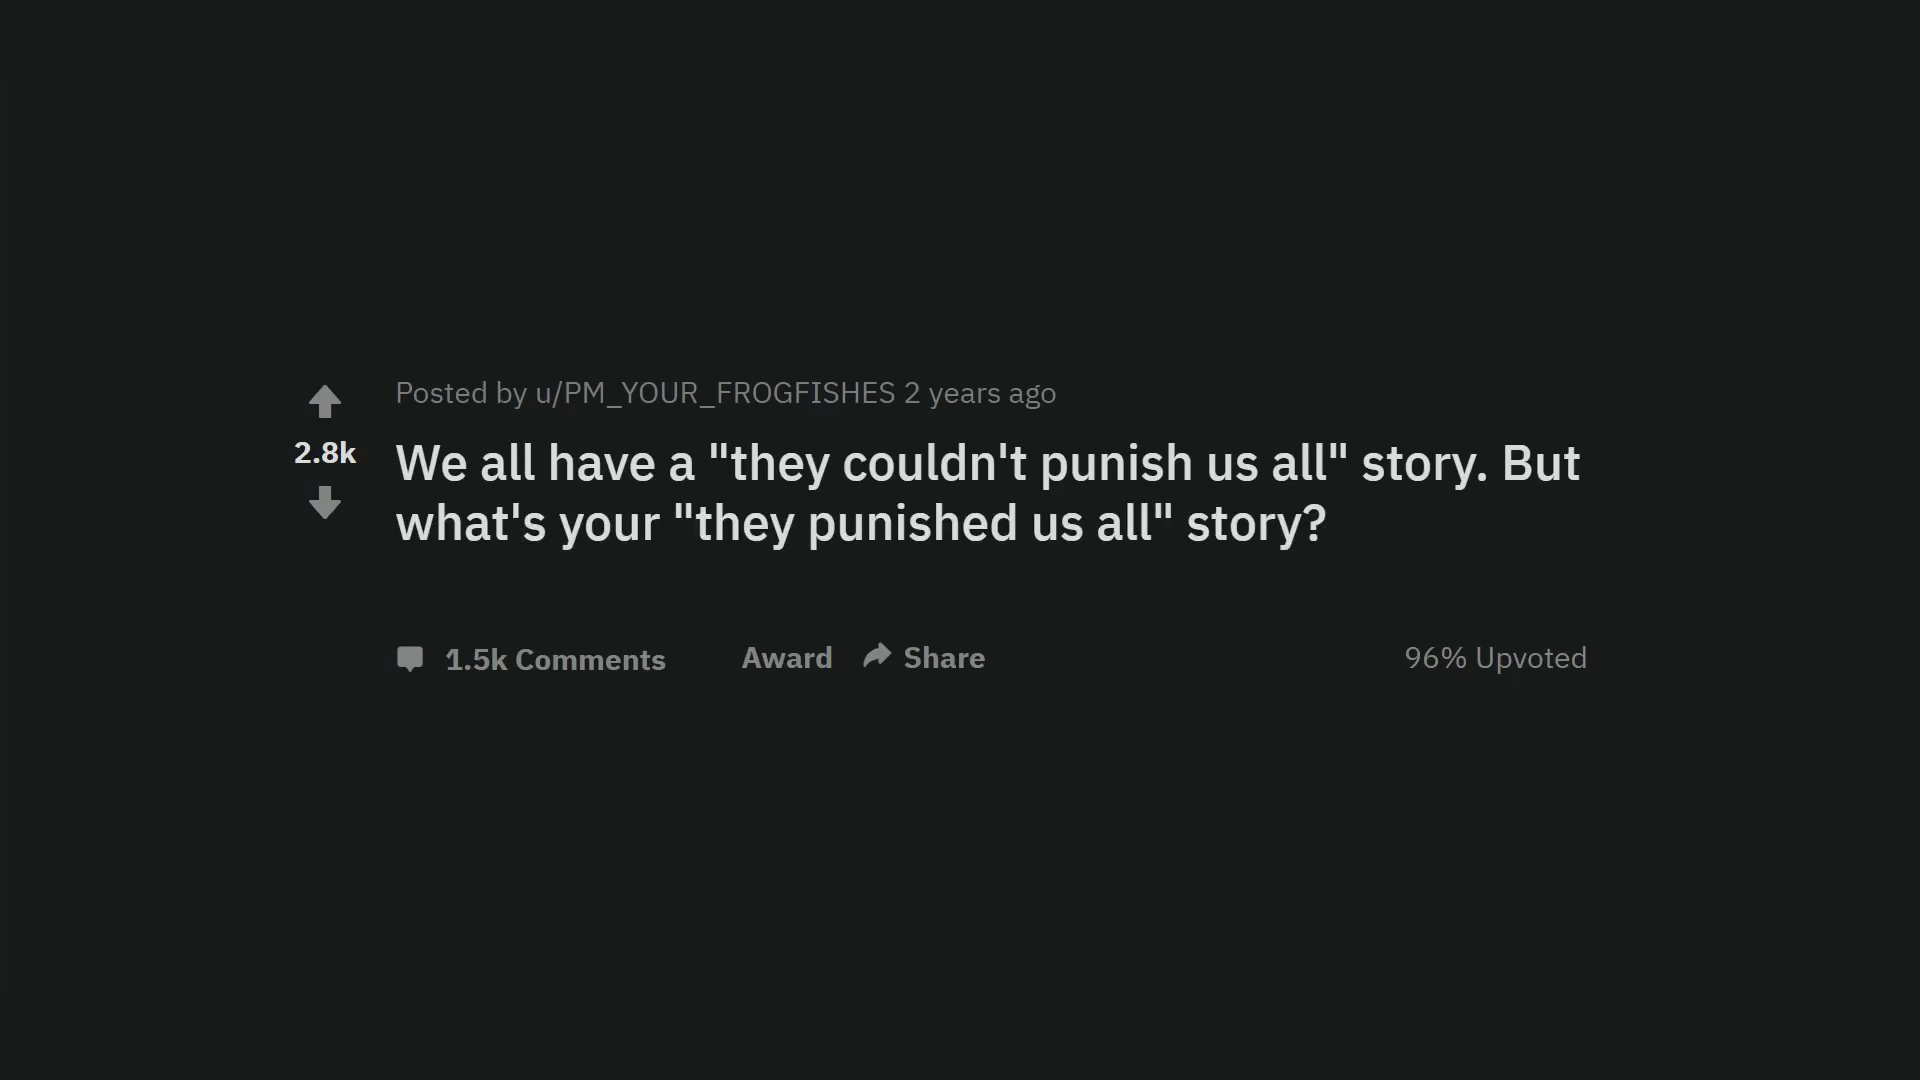 Posted by u/PM_YOUR_FROGFISHES 2 years ago
2.8k
We all have a "they couldn't punish us all" story. But
what's your "they punished us all" story?
1.5k Comments Award Share 96% Upvoted